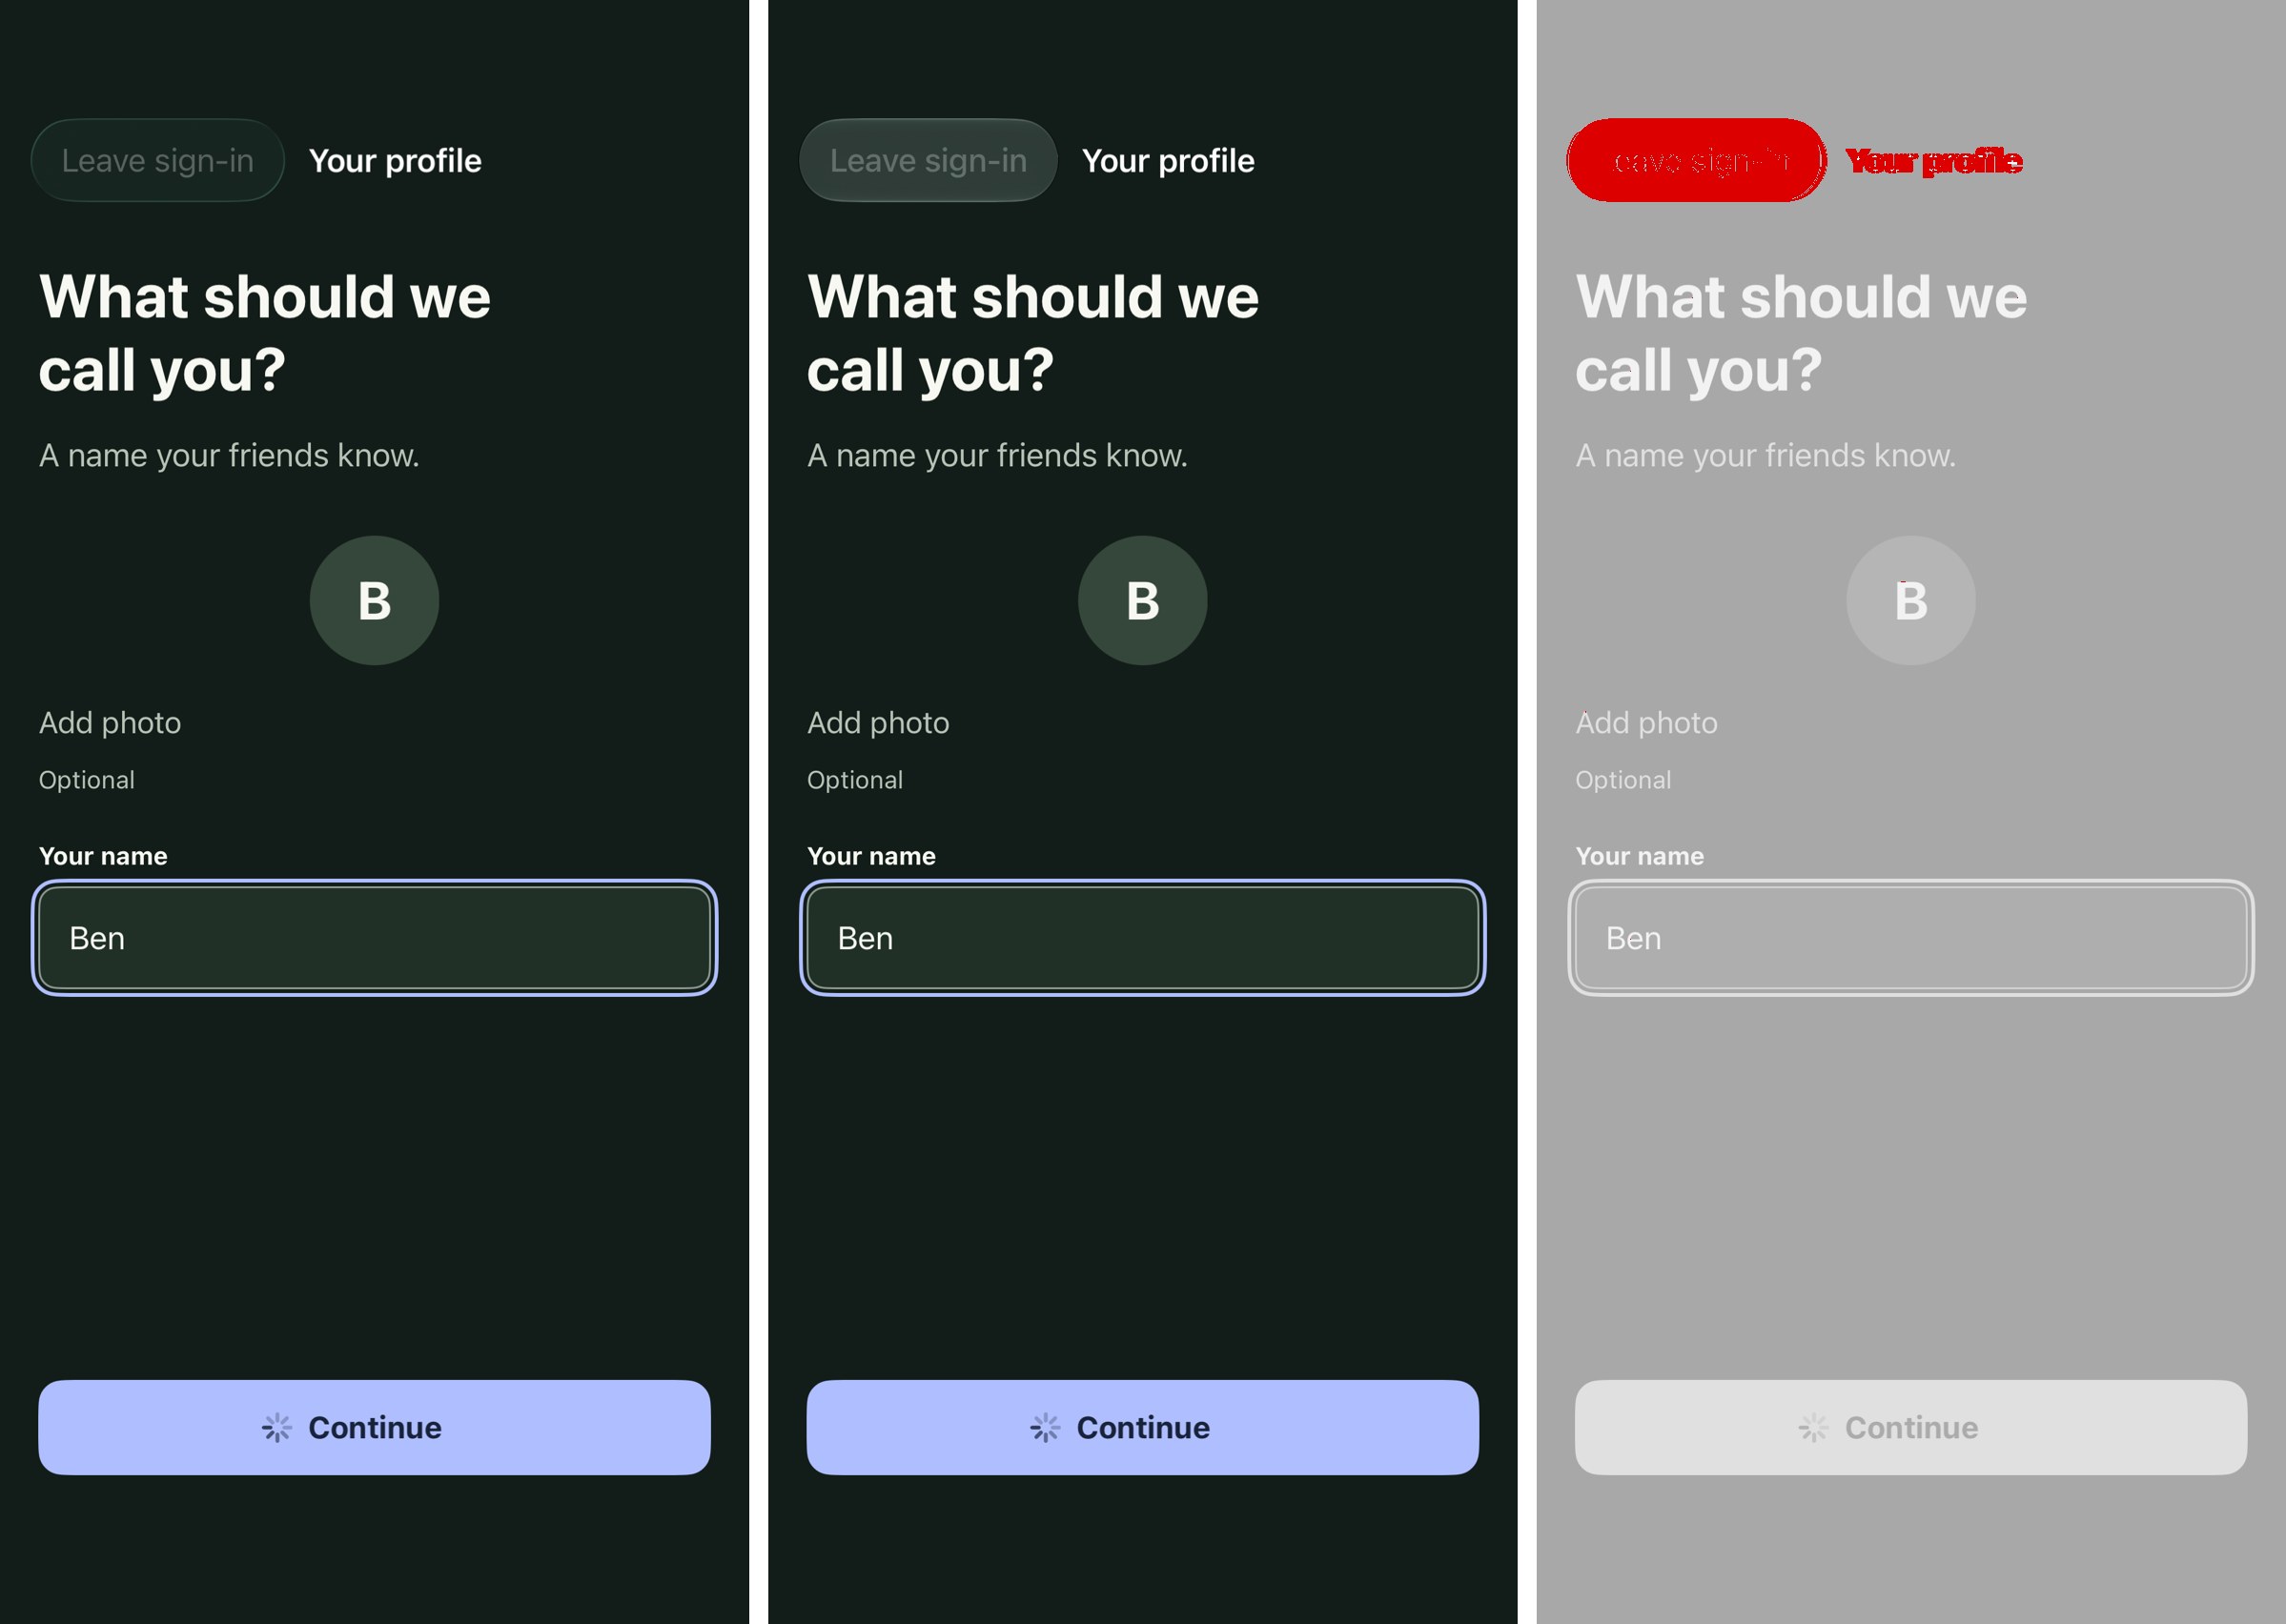 Leave sign-in Your profile
What should we
call you?
A name your friends know.
B
Add photo
Optional
Your name
Ben
Continue
Leave sign-in Your profile
What should we
call you?
A name your friends know.
B
Add photo
Optional
Your name
Ben
Continue
eave sign-in Your profile
What should we
call you?
A name your friends know.
B
Add photo
Optional
Your name
Ben
Continue